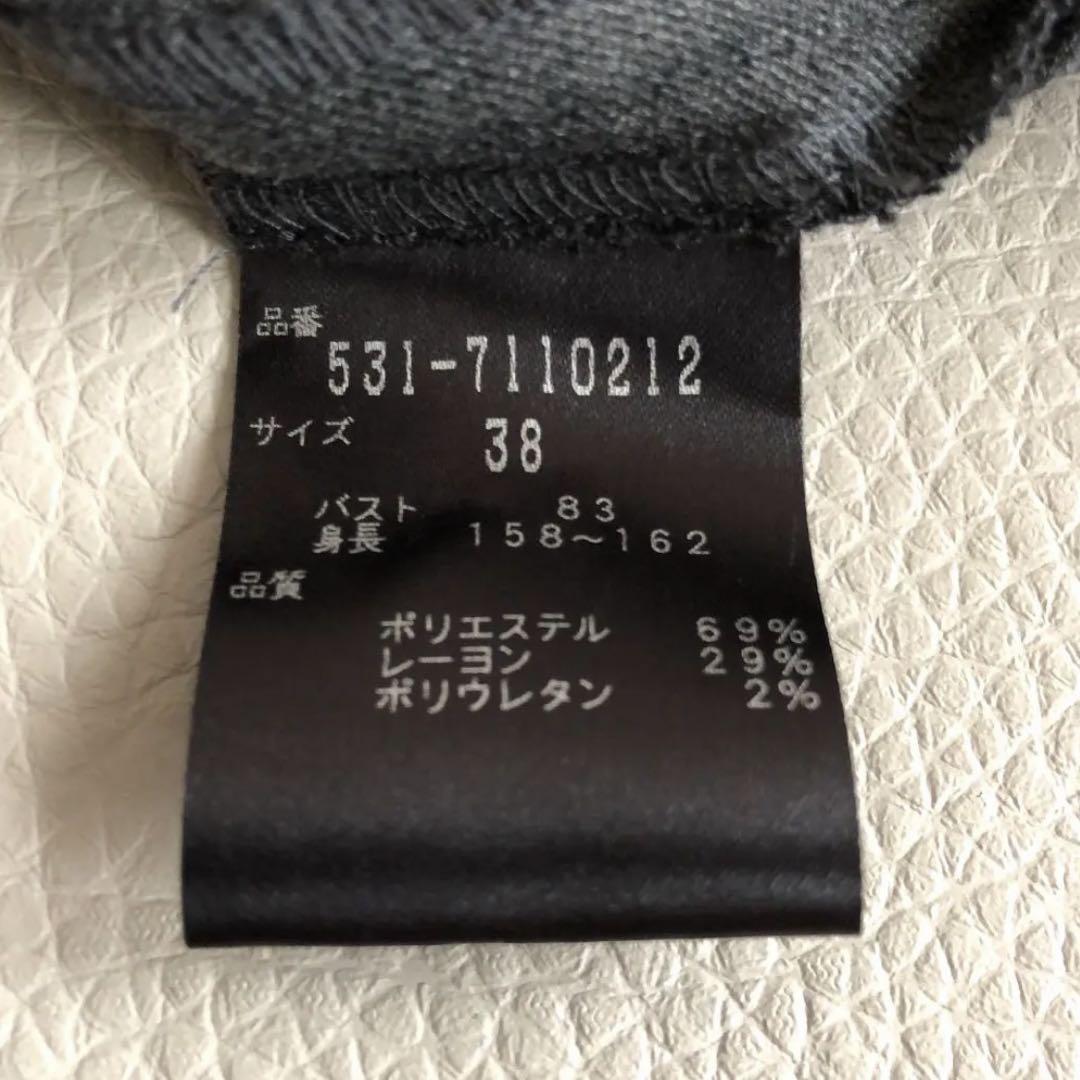 品番
531-7110212
サイズ 38
バスト 83
身長 158~162
品質
ポリエステル 69%
レーヨン 29%
ポリウレタン 2%